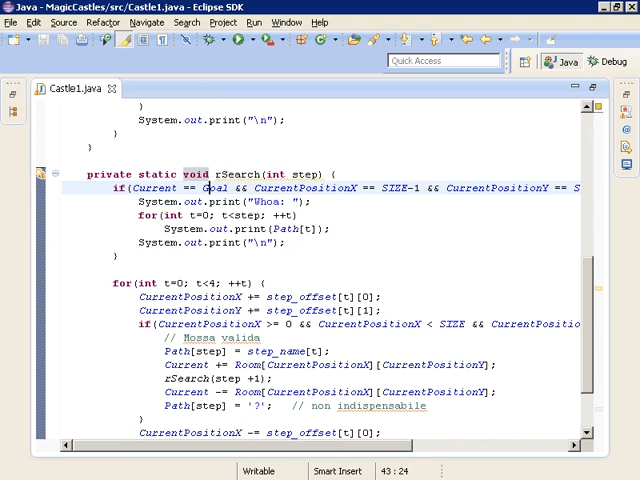 Java - MagicCastles/src/Castle1.java - Eclipse SDK
File Edit Source Refactor Navigate Search Project Run Window Help
Quick Access
Java
Debug
Castle1.java
}
System.out.print("\n");
}
}
private static void rSearch(int step) {
if(Current == Goal && CurrentPositionX == SIZE-1 && CurrentPositionY == S
System.out.print("Whoa: ");
for(int t=0; t<step; ++t)
System.out.print(Path[t]);
System.out.print("\n");
}
for(int t=0; t<4; ++t) {
CurrentPositionX += step_offset[t][0];
CurrentPositionY += step_offset[t][1];
if(CurrentPositionX >= 0 && CurrentPositionX < SIZE && CurrentPositio
// Mossa valida
Path[step] = step_name[t];
Current += Room[CurrentPositionX][CurrentPositionY];
rSearch(step +1);
Current -= Room[CurrentPositionX][CurrentPositionY];
Path[step] = '?'; // non indispensabile
}
CurrentPositionX -= step_offset[t][0];
Writable
Smart Insert
43 : 24